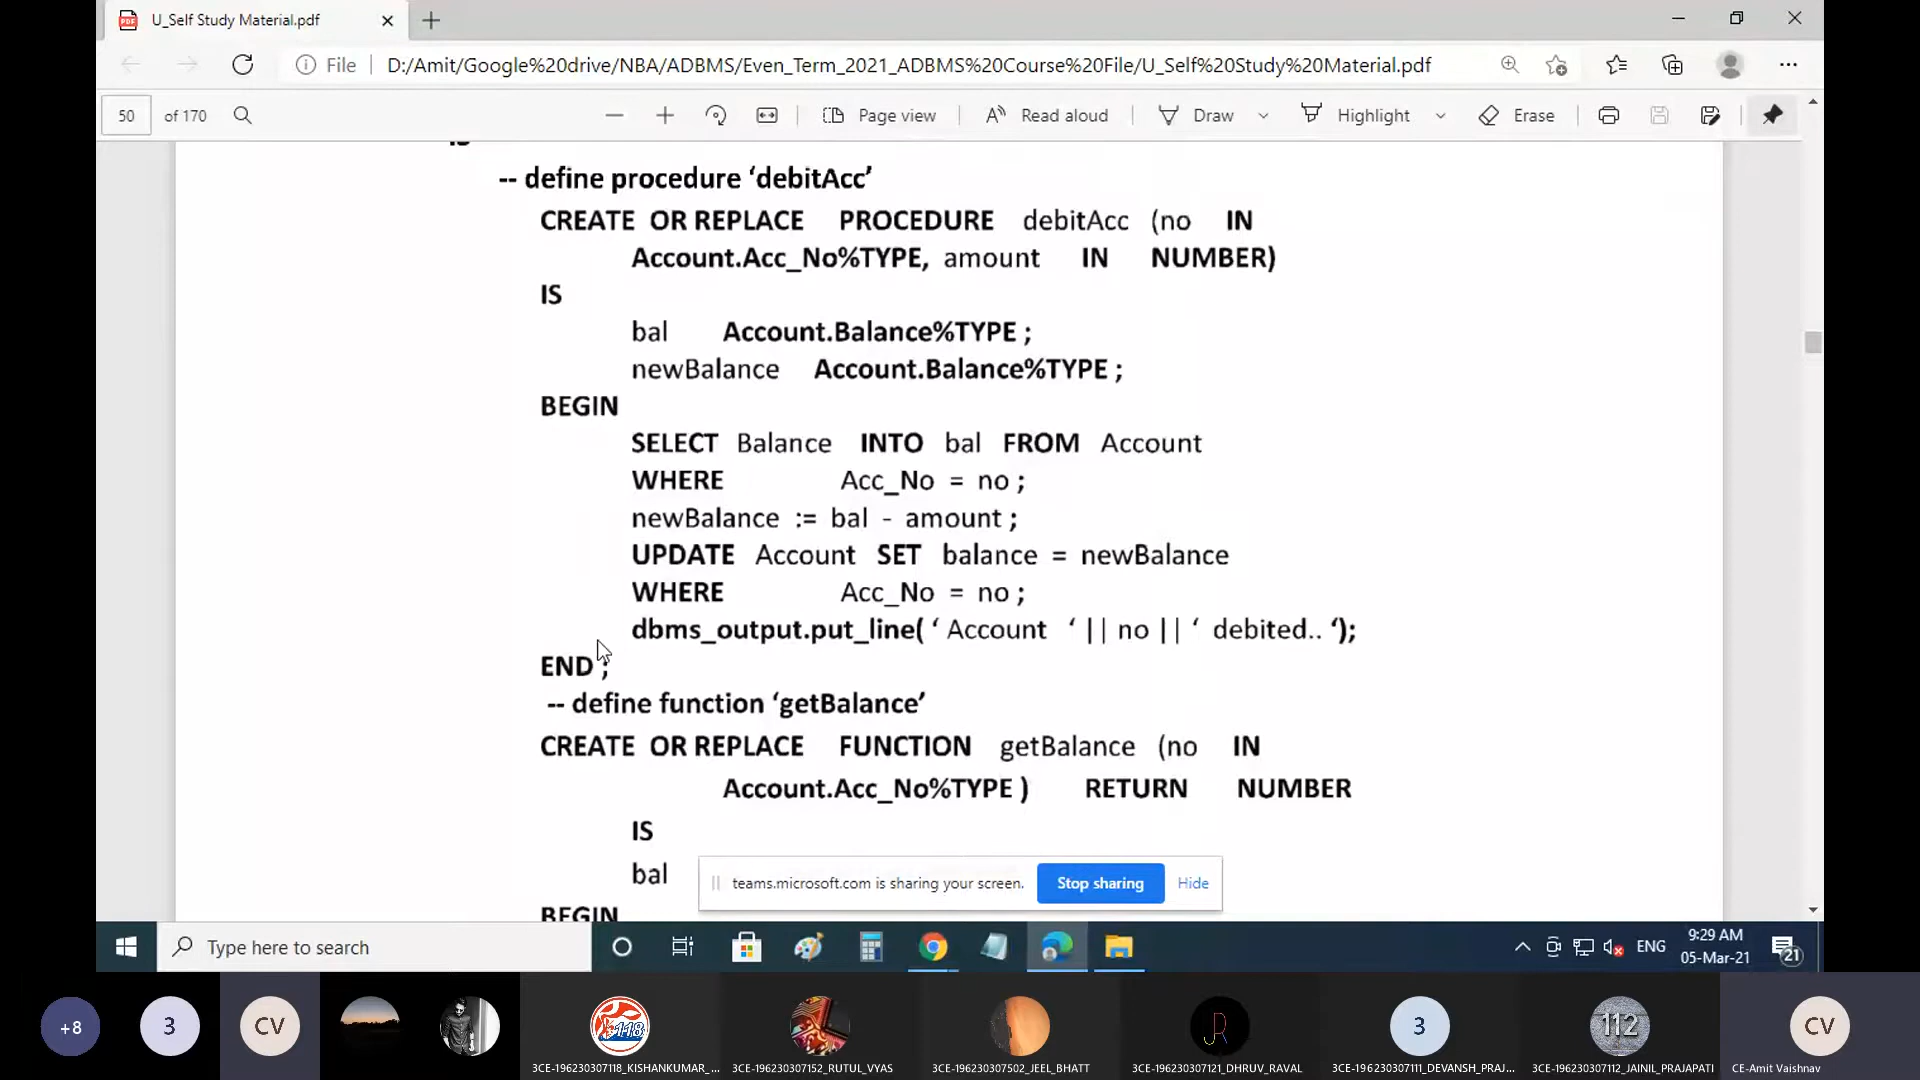 U_Self Study Material.pdf
File D:/Amit/Google%20drive/NBA/ADBMS/Even_Term_2021_ADBMS%20Course%20File/U_Self%20Study%20Material.pdf
50 of 170 Page view Read aloud Draw Highlight Erase
IS
-- define procedure ‘debitAcc’
CREATE OR REPLACE PROCEDURE debitAcc (no IN
Account.Acc_No%TYPE, amount IN NUMBER)
IS
bal Account.Balance%TYPE ;
newBalance Account.Balance%TYPE ;
BEGIN
SELECT Balance INTO bal FROM Account
WHERE Acc_No = no ;
newBalance := bal - amount ;
UPDATE Account SET balance = newBalance
WHERE Acc_No = no ;
dbms_output.put_line( ‘ Account ‘ || no || ‘ debited.. ‘);
END ;
-- define function ‘getBalance’
CREATE OR REPLACE FUNCTION getBalance (no IN
Account.Acc_No%TYPE ) RETURN NUMBER
IS
bal
BEGIN
teams.microsoft.com is sharing your screen. Stop sharing Hide
Type here to search
ENG
9:29 AM
05-Mar-21
21
+8 3 CV 118 JR 3 112 CV
3CE-196230307118_KISHANKUMAR_... 3CE-196230307152_RUTUL_VYAS 3CE-196230307502_JEEL_BHATT 3CE-196230307121_DHRUV_RAVAL 3CE-196230307111_DEVANSH_PRAJ... 3CE-196230307112_JAINIL_PRAJAPATI CE-Amit Vaishnav